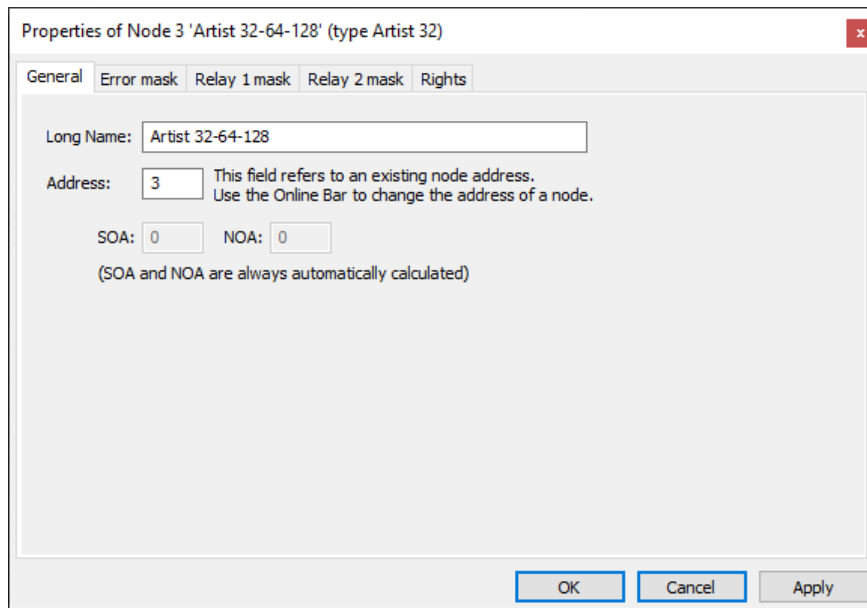 Properties of Node 3 'Artist 32-64-128' (type Artist 32)
x
General Error mask Relay 1 mask Relay 2 mask Rights
Long Name: Artist 32-64-128
Address: 3 This field refers to an existing node address.
Use the Online Bar to change the address of a node.
SOA: 0 NOA: 0
(SOA and NOA are always automatically calculated)
OK Cancel Apply